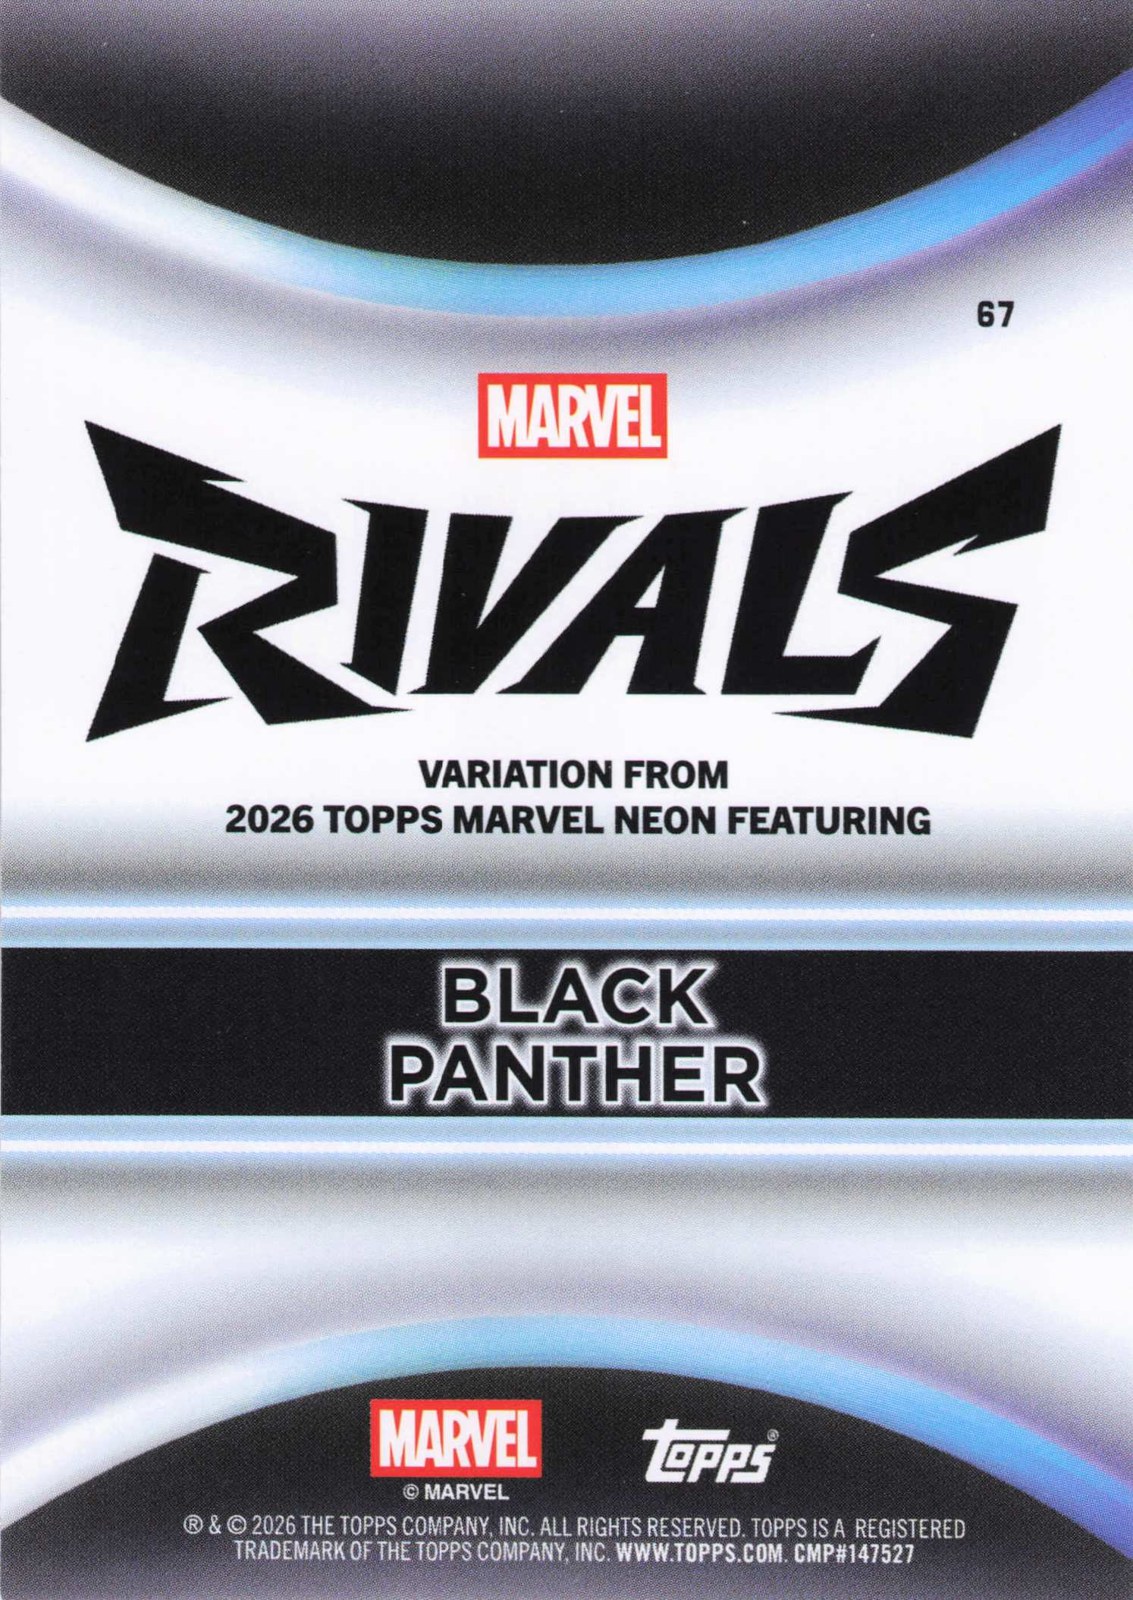 67
MARVEL
RIVALS
VARIATION FROM
2026 TOPPS MARVEL NEON FEATURING
BLACK
PANTHER
MARVEL
© MARVEL
topps®
® & © 2026 THE TOPPS COMPANY, INC. ALL RIGHTS RESERVED. TOPPS IS A REGISTERED
TRADEMARK OF THE TOPPS COMPANY, INC. WWW.TOPPS.COM. CMP#147527